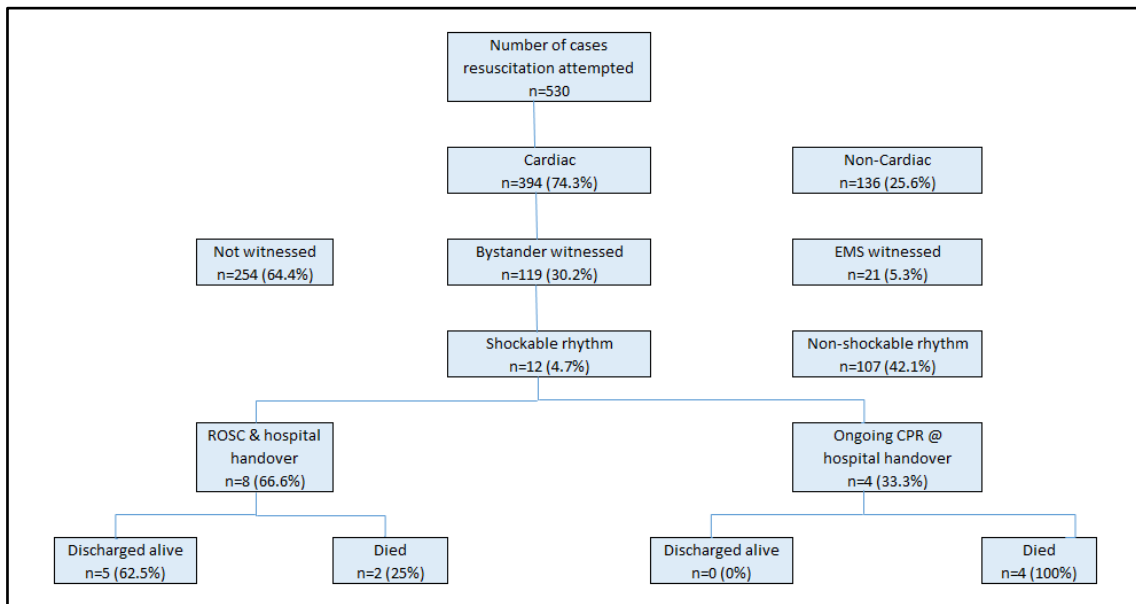 Number of cases
resuscitation attempted
n=530
Cardiac
n=394 (74.3%)
Non-Cardiac
n=136 (25.6%)
Not witnessed
n=254 (64.4%)
Bystander witnessed
n=119 (30.2%)
EMS witnessed
n=21 (5.3%)
Shockable rhythm
n=12 (4.7%)
Non-shockable rhythm
n=107 (42.1%)
ROSC & hospital
handover
n=8 (66.6%)
Ongoing CPR @
hospital handover
n=4 (33.3%)
Discharged alive
n=5 (62.5%)
Died
n=2 (25%)
Discharged alive
n=0 (0%)
Died
n=4 (100%)